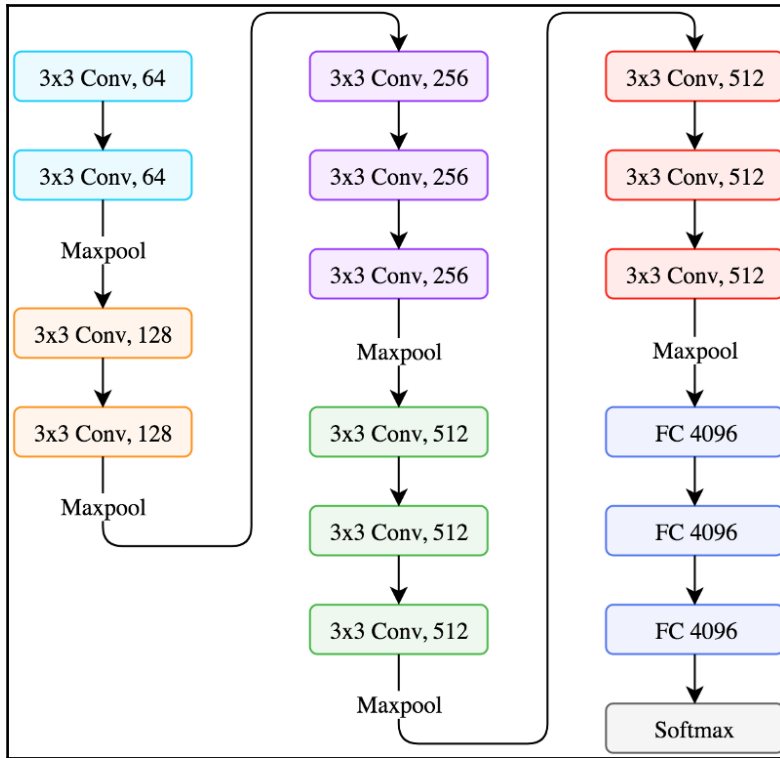 3x3 Conv, 64
3x3 Conv, 64
Maxpool
3x3 Conv, 128
3x3 Conv, 128
Maxpool
3x3 Conv, 256
3x3 Conv, 256
3x3 Conv, 256
Maxpool
3x3 Conv, 512
3x3 Conv, 512
3x3 Conv, 512
Maxpool
3x3 Conv, 512
3x3 Conv, 512
3x3 Conv, 512
Maxpool
FC 4096
FC 4096
FC 4096
Softmax